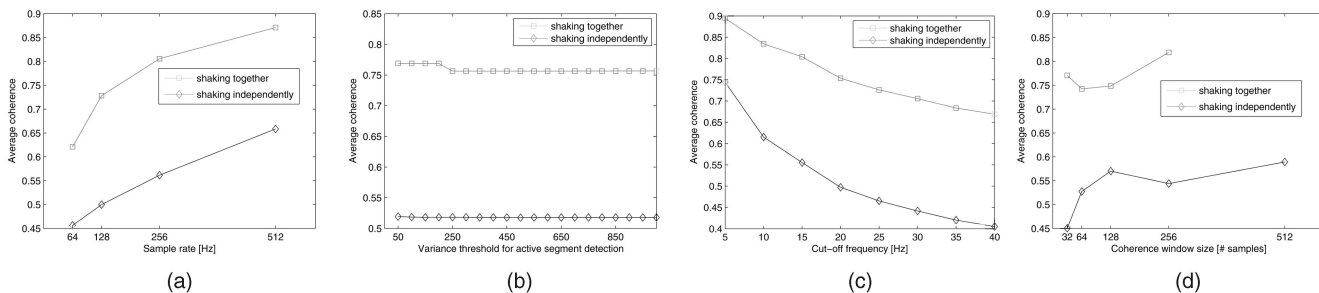 0.9
0.85
0.8
0.75
0.7
0.65
0.6
0.55
0.5
0.45
Average coherence
shaking together
shaking independently
64 128 256 512
Sample rate [Hz]
(a)
0.85
0.8
0.75
0.7
0.65
0.6
0.55
0.5
Average coherence
shaking together
shaking independently
50 250 450 650 850
Variance threshold for active segment detection
(b)
0.9
0.85
0.8
0.75
0.7
0.65
0.6
0.55
0.5
0.45
0.4
Average coherence
shaking together
shaking independently
5 10 15 20 25 30 35 40
Cut-off frequency [Hz]
(c)
0.9
0.85
0.8
0.75
0.7
0.65
0.6
0.55
0.5
0.45
Average coherence
shaking together
shaking independently
32 64 128 256 512
Coherence window size [# samples]
(d)